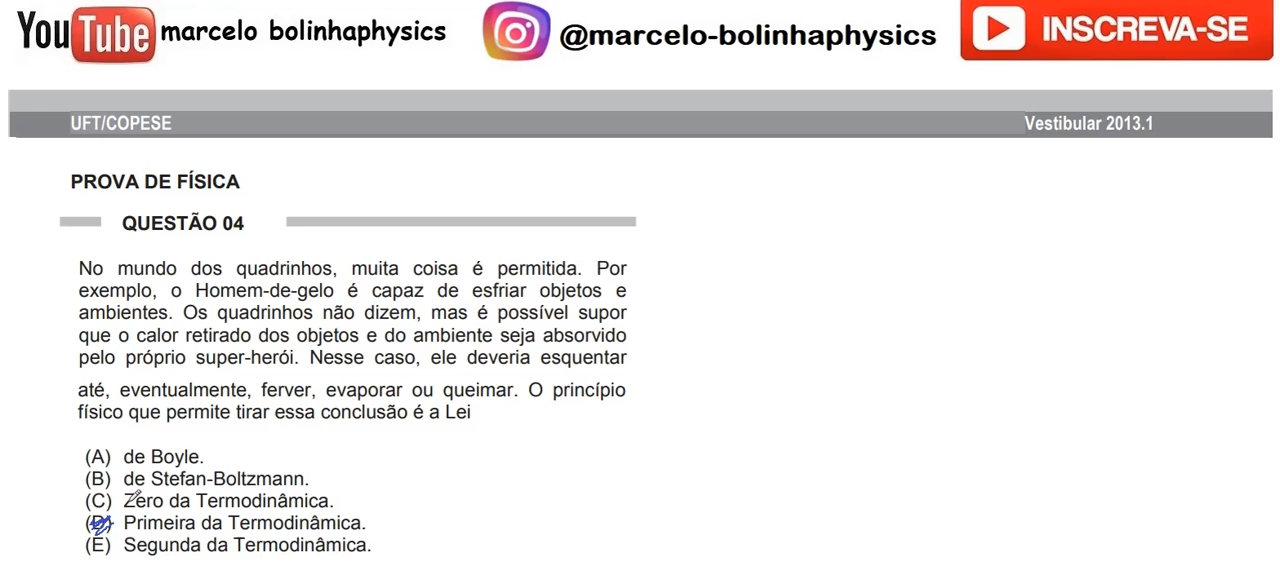 YouTube marcelo bolinhaphysics @marcelo-bolinhaphysics INSCREVA-SE
UFT/COPESE Vestibular 2013.1
PROVA DE FÍSICA
QUESTÃO 04
No mundo dos quadrinhos, muita coisa é permitida. Por
exemplo, o Homem-de-gelo é capaz de esfriar objetos e
ambientes. Os quadrinhos não dizem, mas é possível supor
que o calor retirado dos objetos e do ambiente seja absorvido
pelo próprio super-herói. Nesse caso, ele deveria esquentar
até, eventualmente, ferver, evaporar ou queimar. O princípio
físico que permite tirar essa conclusão é a Lei
(A) de Boyle.
(B) de Stefan-Boltzmann.
(C) Zero da Termodinâmica.
(D) Primeira da Termodinâmica.
(E) Segunda da Termodinâmica.